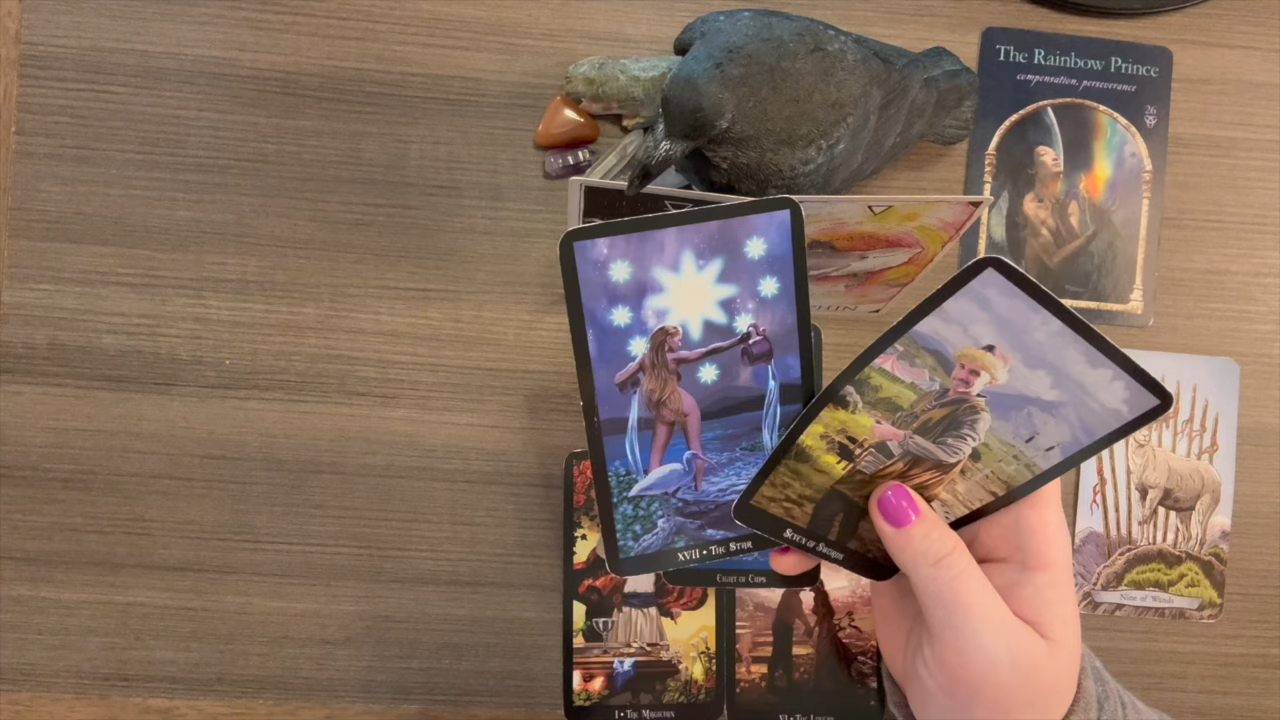 The Rainbow Prince
compensation, perseverance
26
XVII • The Star
Seven of Swords
Eight of Cups
Nine of Wands
I • The Magician
VI • The Lovers